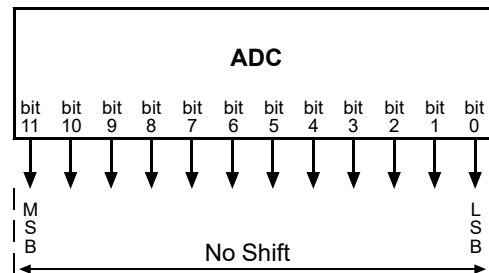 ADC
bit bit bit bit bit bit bit bit bit bit bit bit
11 10 9 8 7 6 5 4 3 2 1 0
M L
S S
B B
No Shift